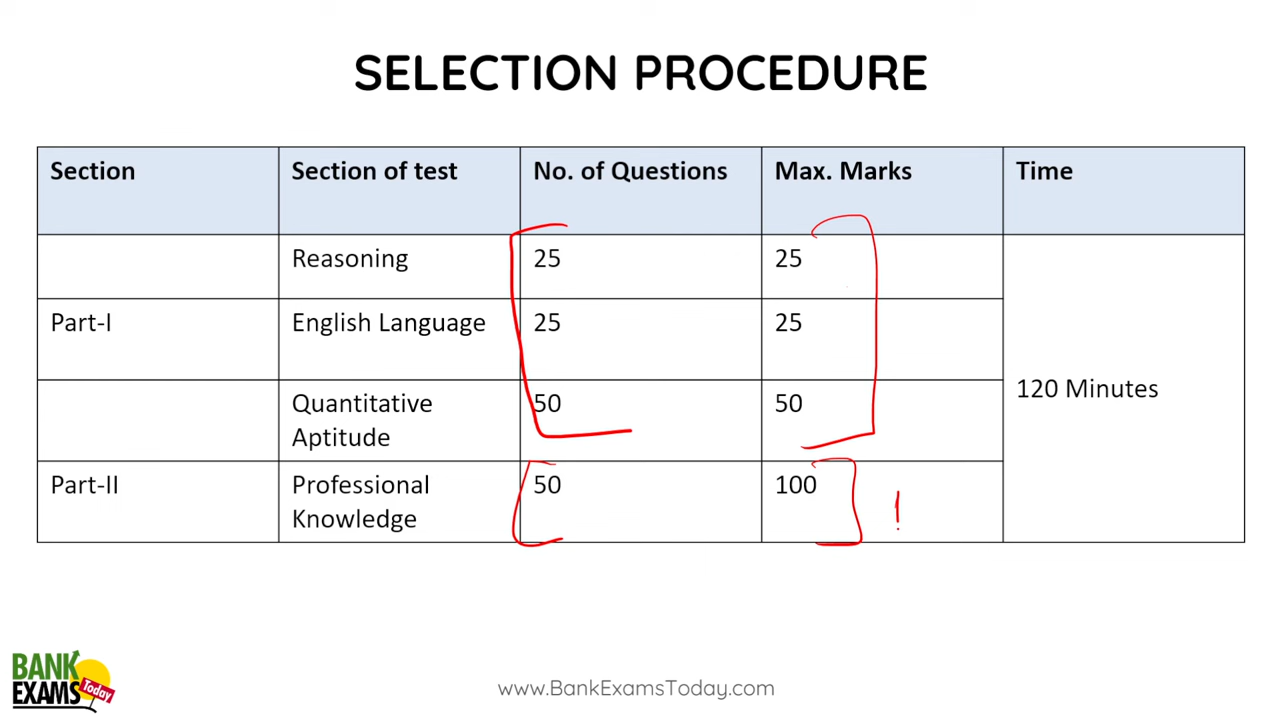 SELECTION PROCEDURE
Section Section of test No. of Questions Max. Marks Time
Reasoning 25 25
Part-I English Language 25 25
Quantitative Aptitude 50 50
120 Minutes
Part-II Professional Knowledge 50 100
!
BANK
EXAMS Today
www.BankExamsToday.com